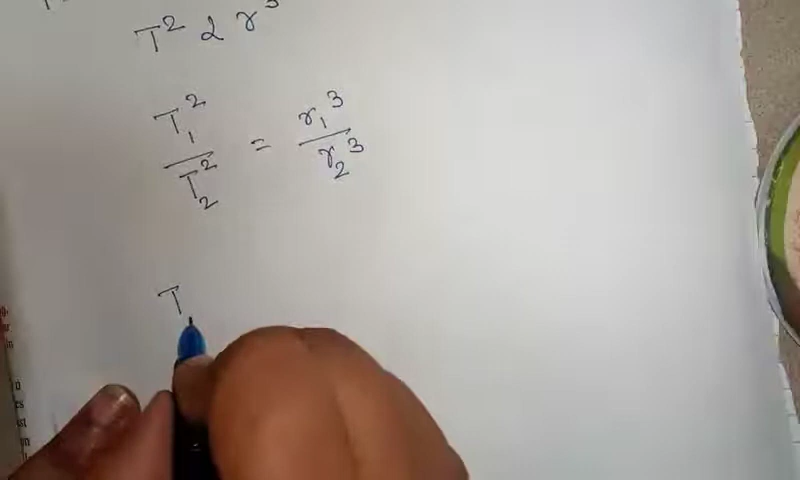 T² α r³
T₁² / T₂² = r₁³ / r₂³
T